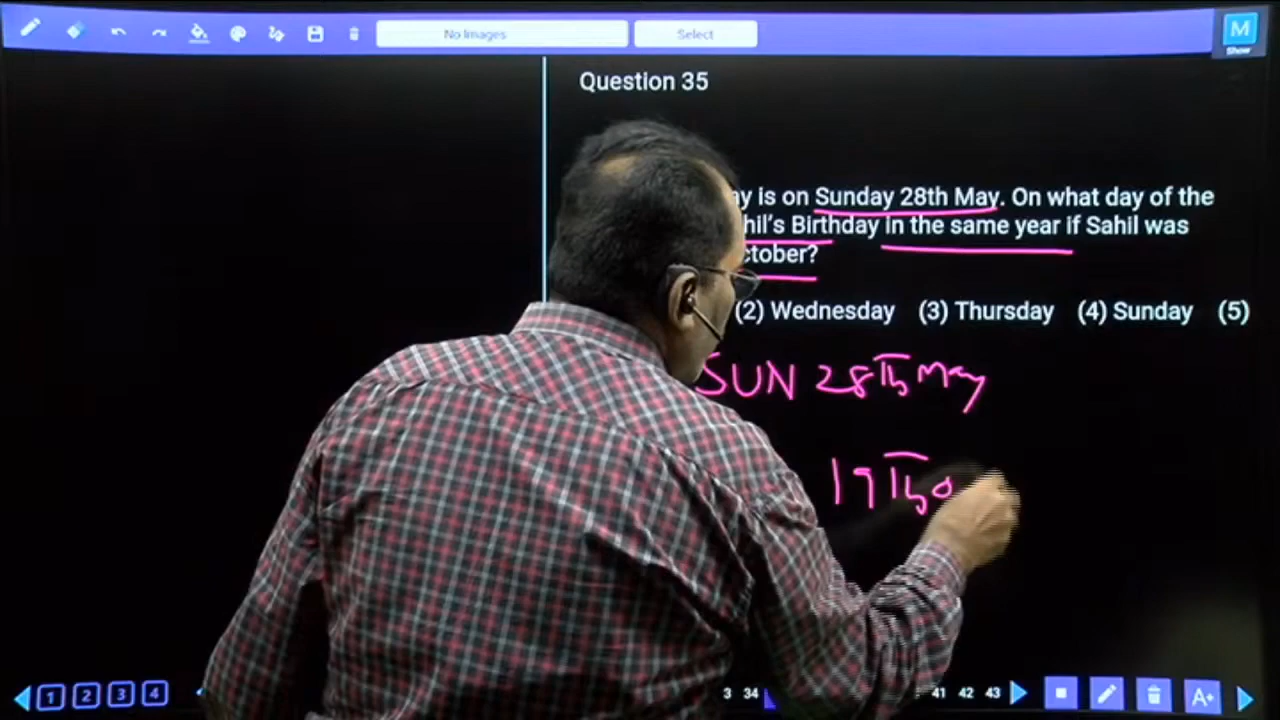 No Images
Select
M
Show
Question 35
is on Sunday 28th May. On what day of the
Birthday in the same year if Sahil was
(2) Wednesday (3) Thursday (4) Sunday (5)
SUN 28Th May
19Th
1 2 3 4
3 34 41 42 43
A+